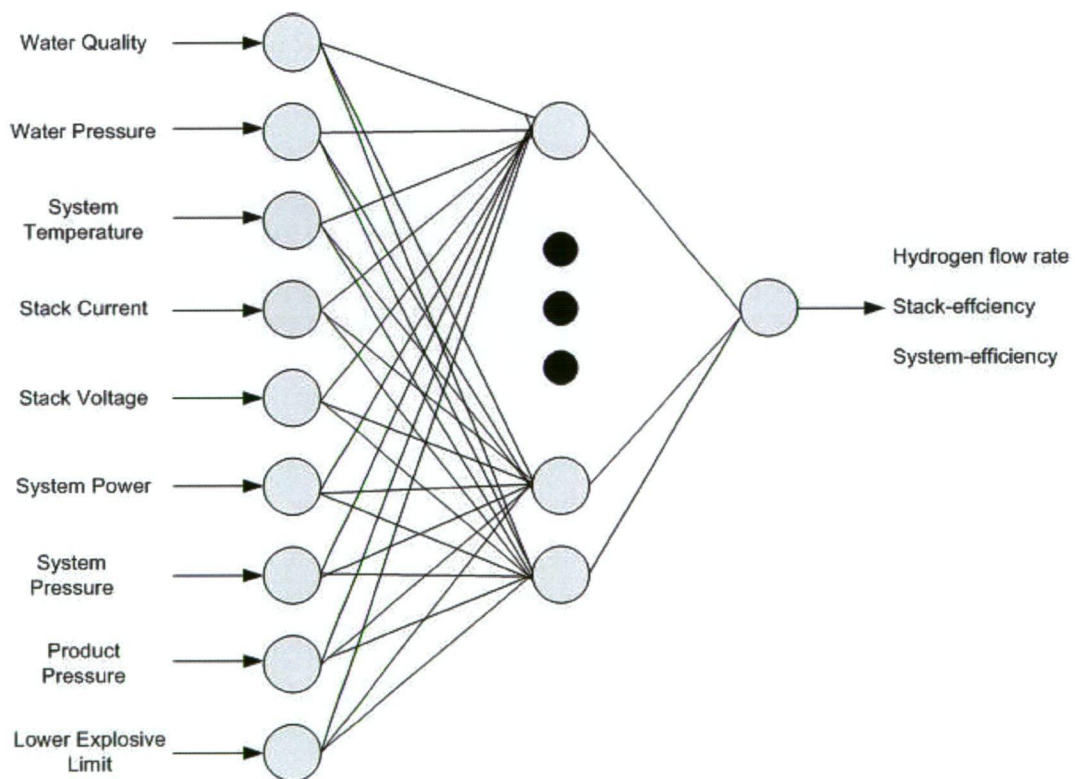 Water Quality
Water Pressure
System
Temperature
Stack Current
Stack Voltage
System Power
System
Pressure
Product
Pressure
Lower Explosive
Limit
Hydrogen flow rate
Stack-effciency
System-efficiency